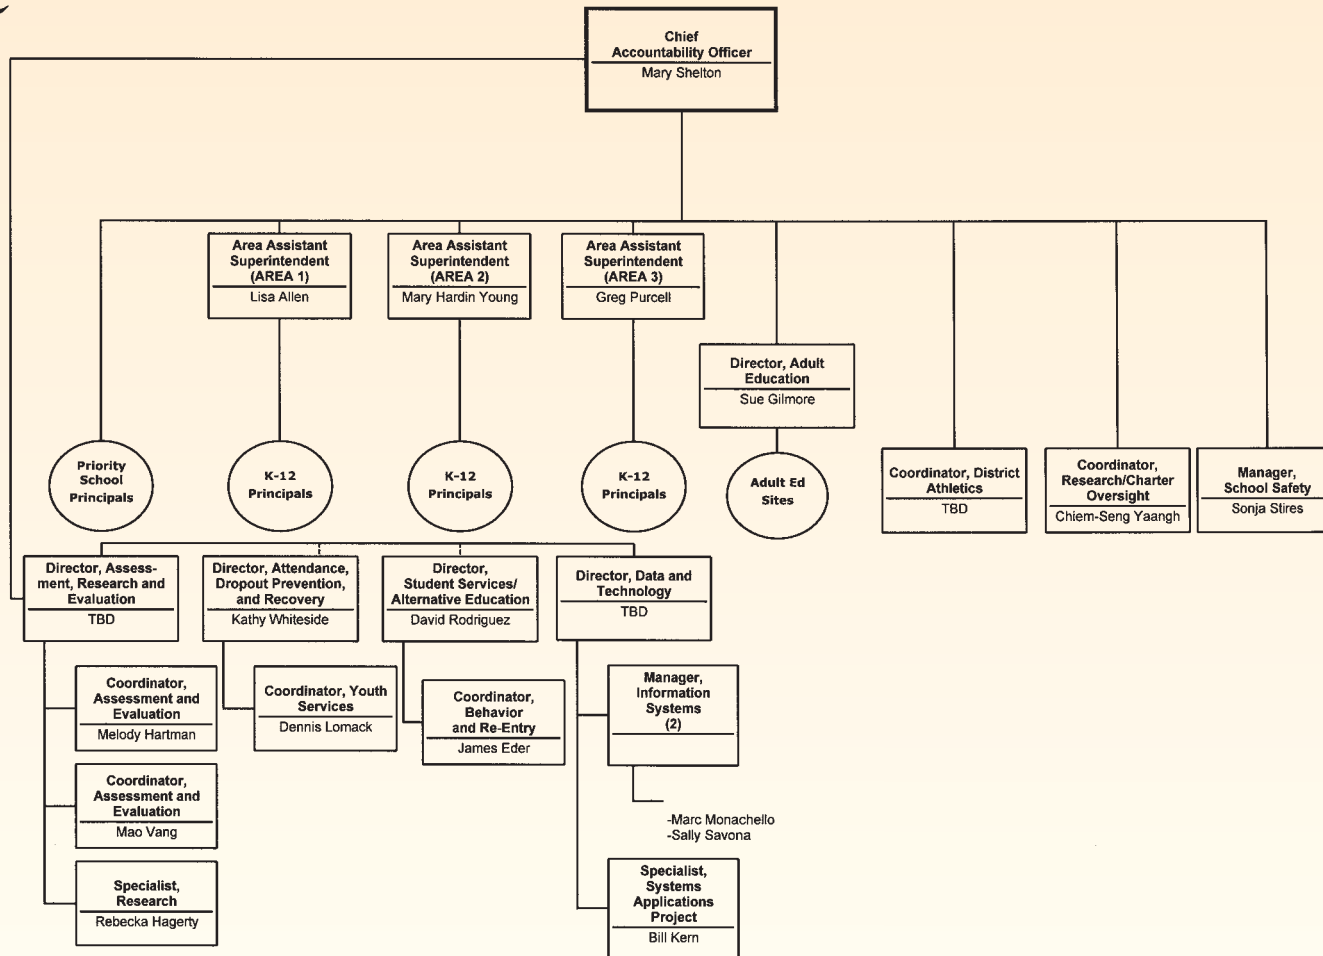 Chief
Accountability Officer
Mary Shelton
Area Assistant
Superintendent
(AREA 1)
Lisa Allen
Area Assistant
Superintendent
(AREA 2)
Mary Hardin Young
Area Assistant
Superintendent
(AREA 3)
Greg Purcell
Director, Adult
Education
Sue Gilmore
Priority
School
Principals
K-12
Principals
K-12
Principals
K-12
Principals
Adult Ed
Sites
Coordinator, District
Athletics
TBD
Coordinator,
Research/Charter
Oversight
Chiem-Seng Yaangh
Manager,
School Safety
Sonja Stires
Director, Assess-
ment, Research and
Evaluation
TBD
Director, Attendance,
Dropout Prevention,
and Recovery
Kathy Whiteside
Director,
Student Services/
Alternative Education
David Rodriguez
Director, Data and
Technology
TBD
Coordinator,
Assessment and
Evaluation
Melody Hartman
Coordinator, Youth
Services
Dennis Lomack
Coordinator,
Behavior
and Re-Entry
James Eder
Manager,
Information
Systems
(2)
-Marc Monachello
-Sally Savona
Coordinator,
Assessment and
Evaluation
Mao Vang
Specialist,
Research
Rebecka Hagerty
Specialist,
Systems
Applications
Project
Bill Kern